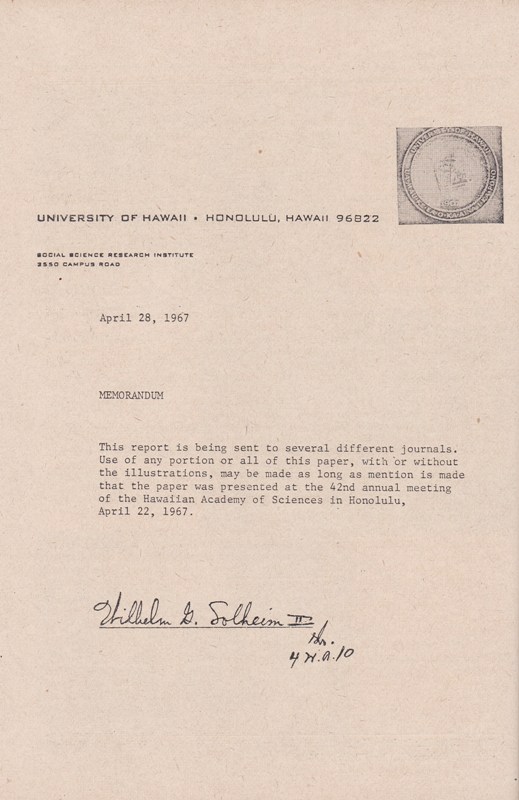 UNIVERSITY OF HAWAII • HONOLULU, HAWAII 96822
SOCIAL SCIENCE RESEARCH INSTITUTE
2550 CAMPUS ROAD
April 28, 1967
MEMORANDUM
This report is being sent to several different journals.
Use of any portion or all of this paper, with or without
the illustrations, may be made as long as mention is made
that the paper was presented at the 42nd annual meeting
of the Hawaiian Academy of Sciences in Honolulu,
April 22, 1967.
Wilhelm G. Solheim II